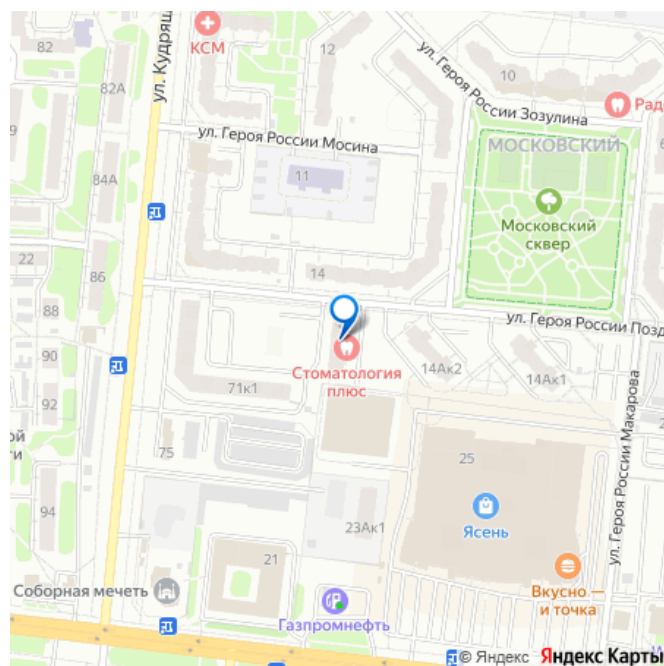 82
КСМ
12
ул. Героя России Зозулина
10
82А
ул. Кудряш
ул. Героя России Мосина
МОСКОВСКИЙ
11
84А
Московский
сквер
22
86
14
88
ул. Героя России Позд
90
Стоматология
плюс
14Ак2
14Ак1
71к1
92
ул. Героя России Макарова
75
25
94
Ясень
23Ак1
21
Соборная мечеть
Вкусно —
и точка
Газпромнефть
© Яндекс Яндекс Карты